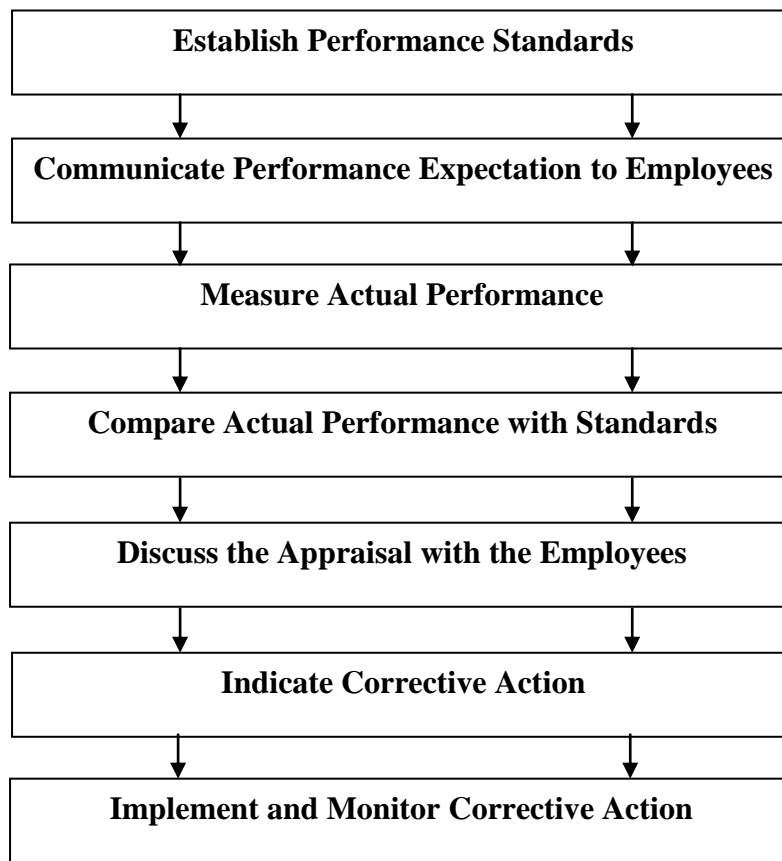 Establish Performance Standards
Communicate Performance Expectation to Employees
Measure Actual Performance
Compare Actual Performance with Standards
Discuss the Appraisal with the Employees
Indicate Corrective Action
Implement and Monitor Corrective Action